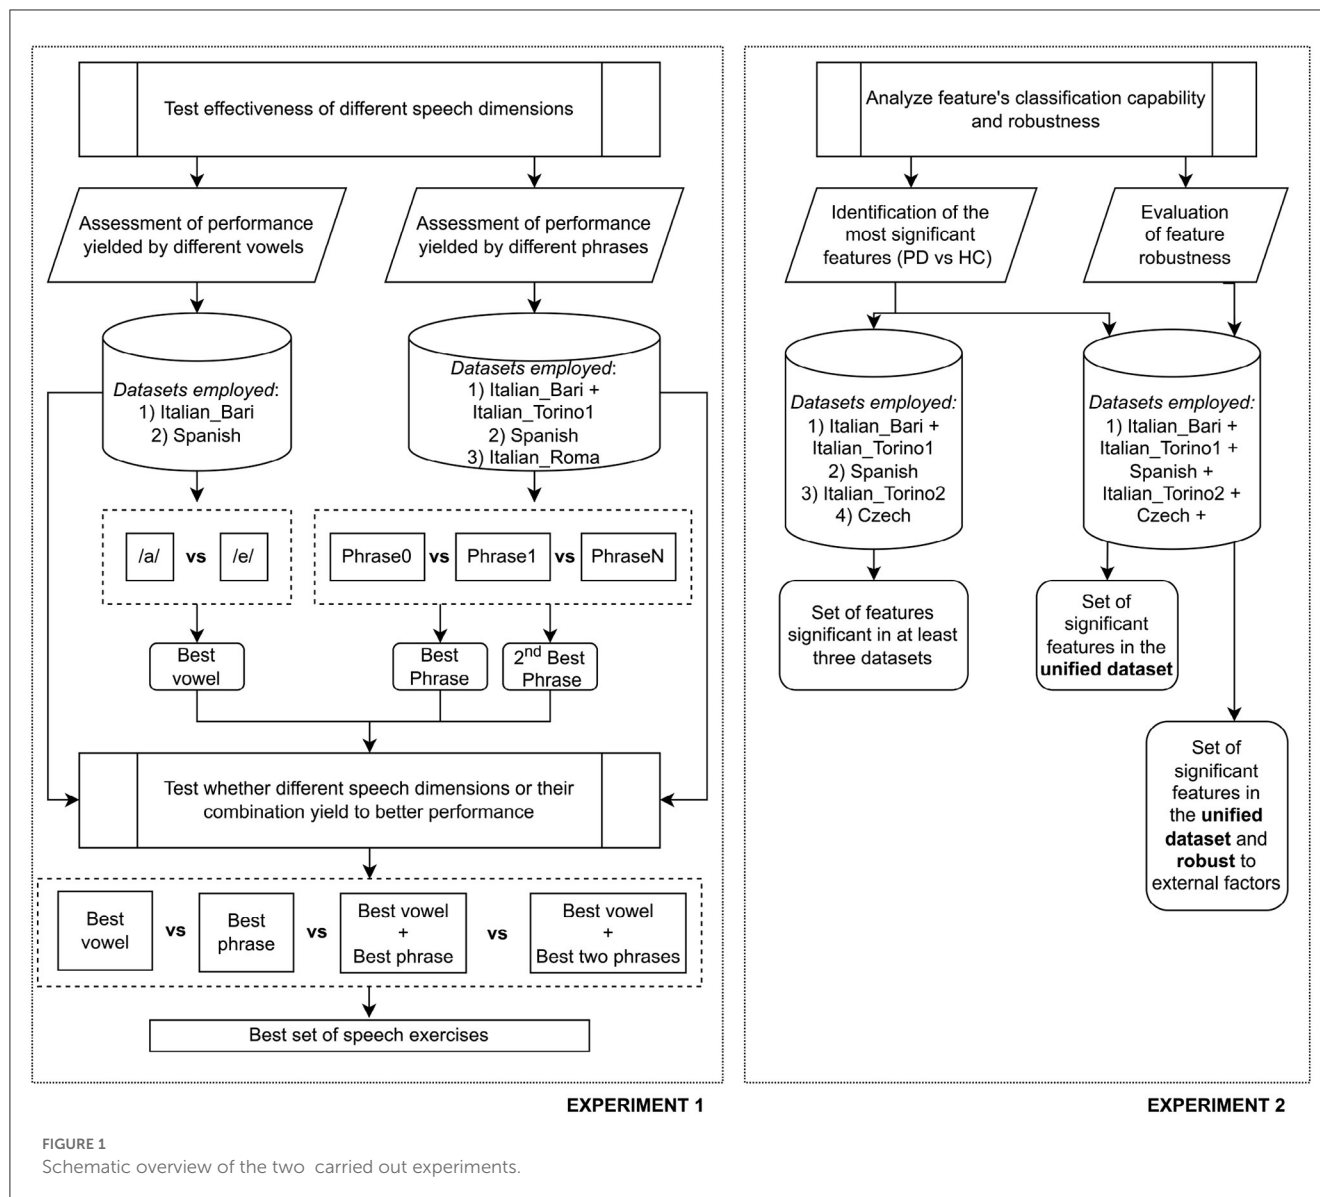 Test effectiveness of different speech dimensions
Assessment of performance
yielded by different vowels
Assessment of performance
yielded by different phrases
Datasets employed:
1) Italian_Bari
2) Spanish
Datasets employed:
1) Italian_Bari +
Italian_Torino1
2) Spanish
3) Italian_Roma
/a/ vs /e/
Phrase0 vs Phrase1 vs PhraseN
Best
vowel
Best
Phrase
2nd Best
Phrase
Test whether different speech dimensions or their
combination yield to better performance
Best
vowel
vs
Best
phrase
vs
Best vowel
+
Best phrase
vs
Best vowel
+
Best two phrases
Best set of speech exercises
EXPERIMENT 1
Analyze feature's classification capability
and robustness
Identification of the
most significant
features (PD vs HC)
Evaluation
of feature
robustness
Datasets employed:
1) Italian_Bari +
Italian_Torino1
2) Spanish
3) Italian_Torino2
4) Czech
Datasets employed:
1) Italian_Bari +
Italian_Torino1 +
Spanish +
Italian_Torino2 +
Czech +
Set of features
significant in at least
three datasets
Set of
significant
features in the
unified dataset
Set of
significant
features in
the unified
dataset and
robust to
external factors
EXPERIMENT 2
FIGURE 1
Schematic overview of the two carried out experiments.